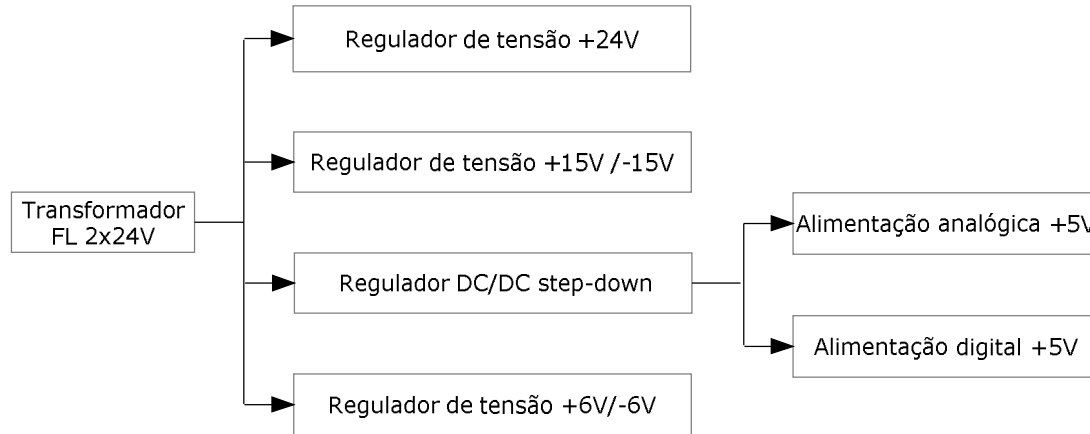 Regulador de tensão +24V
Regulador de tensão +15V /-15V
Transformador
FL 2x24V
Regulador DC/DC step-down
Alimentação analógica +5V
Alimentação digital +5V
Regulador de tensão +6V/-6V